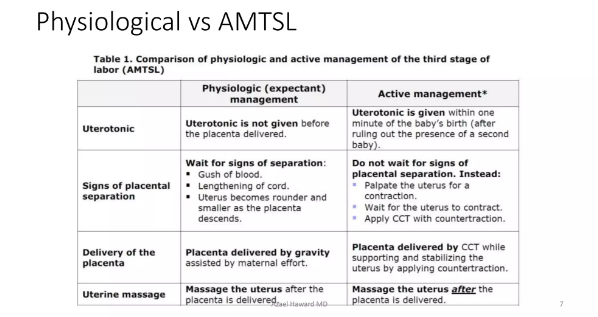 Physiological vs AMTSL
Table 1. Comparison of physiologic and active management of the third stage of
labor (AMTSL)
Physiologic (expectant)
management
Active management*
Uterotonic
Uterotonic is not given before
the placenta delivered.
Uterotonic is given within one
minute of the baby's birth (after
ruling out the presence of a second
baby).
Signs of placental
separation
Wait for signs of separation:
▪ Gush of blood.
▪ Lengthening of cord.
▪ Uterus becomes rounder and
smaller as the placenta
descends.
Do not wait for signs of
placental separation. Instead:
▪ Palpate the uterus for a
contraction.
▪ Wait for the uterus to contract.
▪ Apply CCT with countertraction.
Delivery of the
placenta
Placenta delivered by gravity
assisted by maternal effort.
Placenta delivered by CCT while
supporting and stabilizing the
uterus by applying countertraction.
Uterine massage
Massage the uterus after the
placenta is delivered.
Massage the uterus after the
placenta is delivered.
Haward MD
7